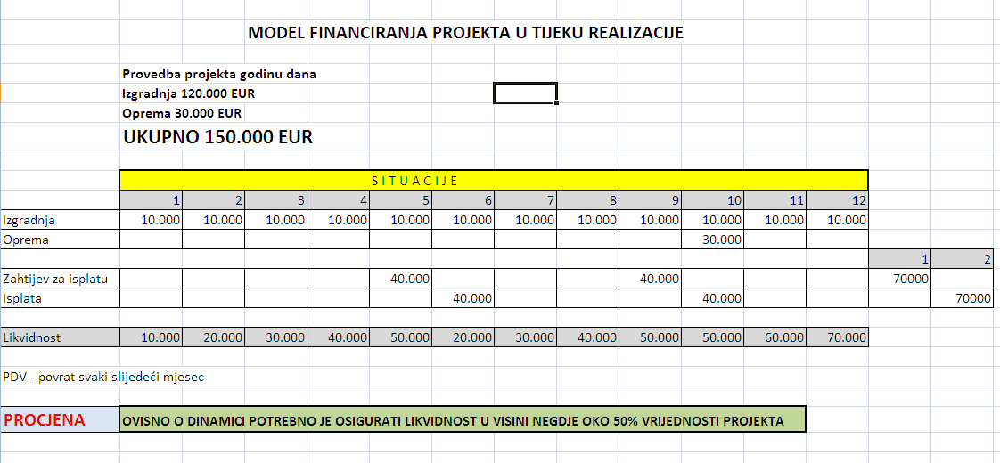 MODEL FINANCIRANJA PROJEKTA U TIJEKU REALIZACIJE
Provedba projekta godinu dana
Izgradnja 120.000 EUR
Oprema 30.000 EUR
UKUPNO 150.000 EUR
S I T U A C I J E
1 2 3 4 5 6 7 8 9 10 11 12
Izgradnja 10.000 10.000 10.000 10.000 10.000 10.000 10.000 10.000 10.000 10.000 10.000 10.000
Oprema 30.000
1 2
Zahtijev za isplatu 40.000 40.000 70000
Isplata 40.000 40.000 70000
Likvidnost 10.000 20.000 30.000 40.000 50.000 20.000 30.000 40.000 50.000 50.000 60.000 70.000
PDV - povrat svaki slijedeći mjesec
PROCJENA OVISNO O DINAMICI POTREBNO JE OSIGURATI LIKVIDNOST U VISINI NEGDJE OKO 50% VRIJEDNOSTI PROJEKTA